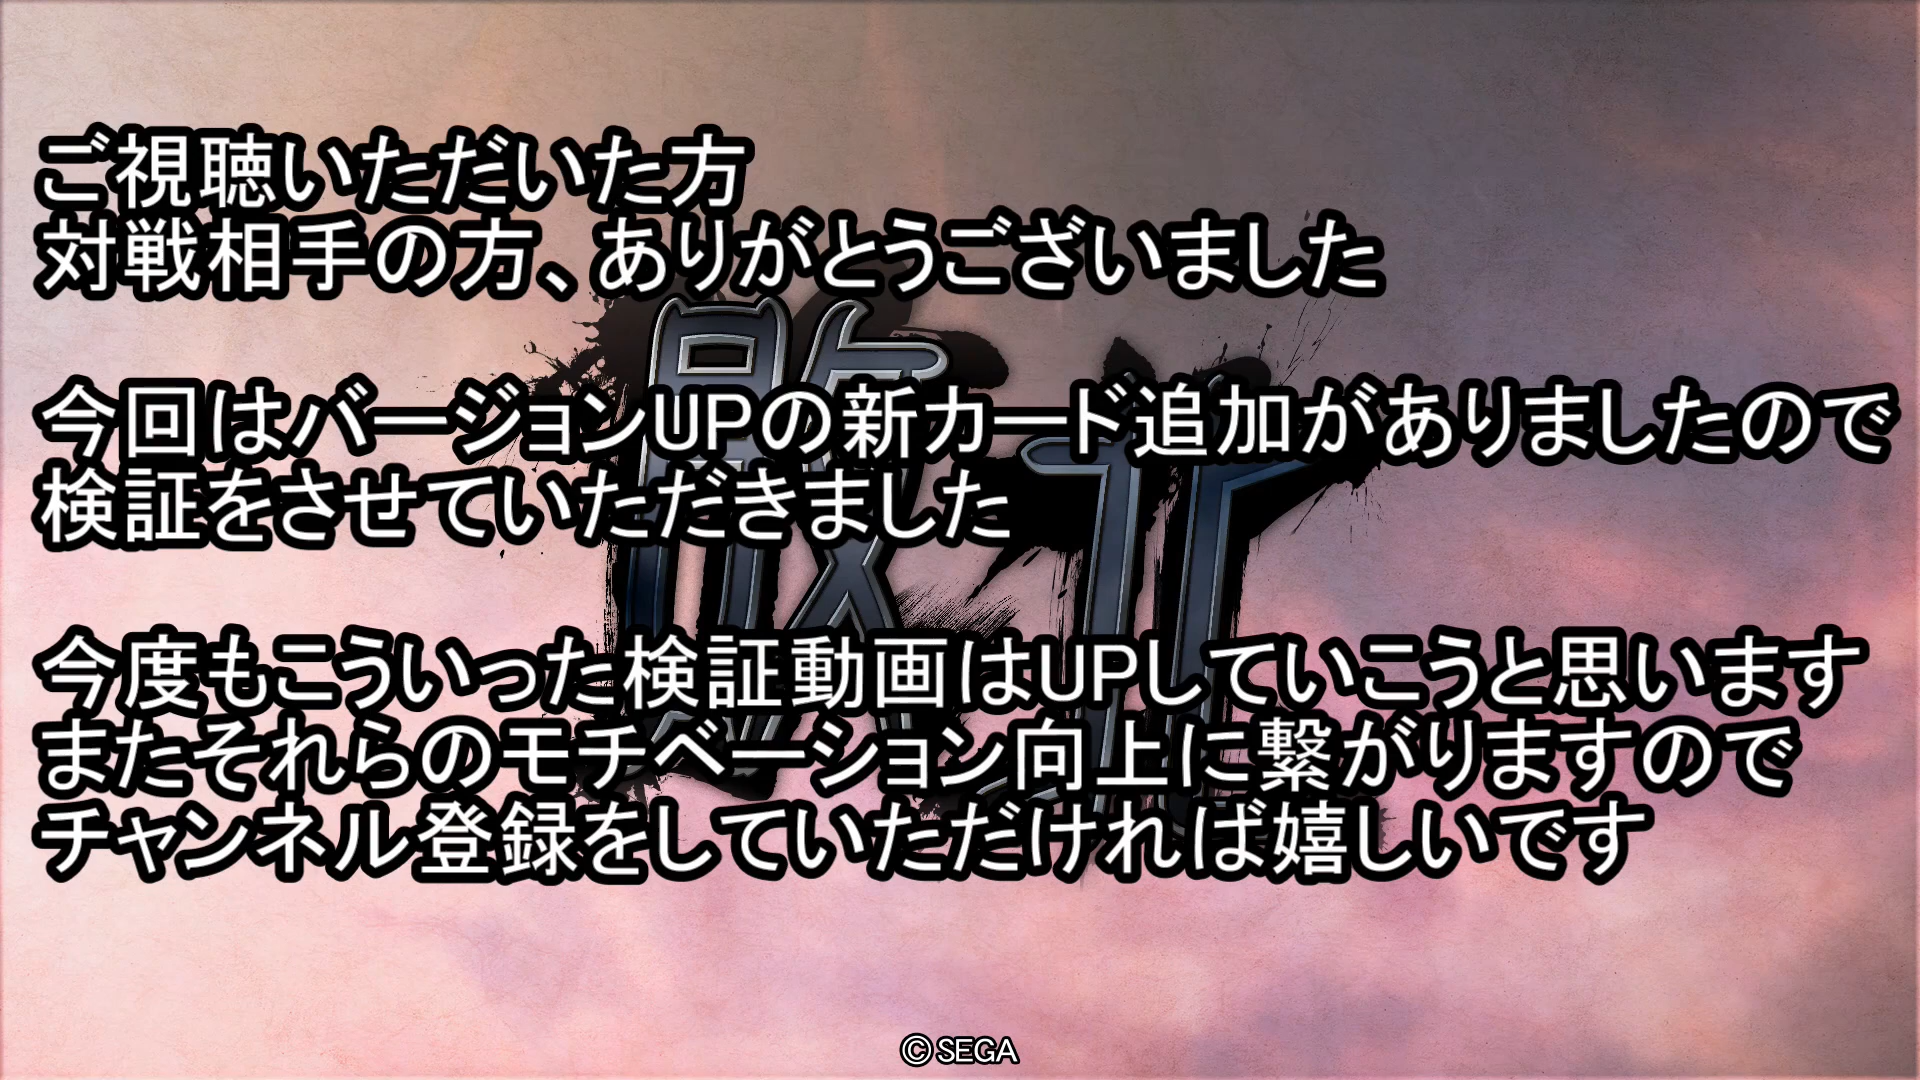 ご視聴いただいた方
対戦相手の方、ありがとうございました
今回はバージョンUPの新カード追加がありましたので
検証をさせていただきました
今度もこういった検証動画はUPしていこうと思います
またそれらのモチベーション向上に繋がりますので
チャンネル登録をしていただければ嬉しいです
© SEGA